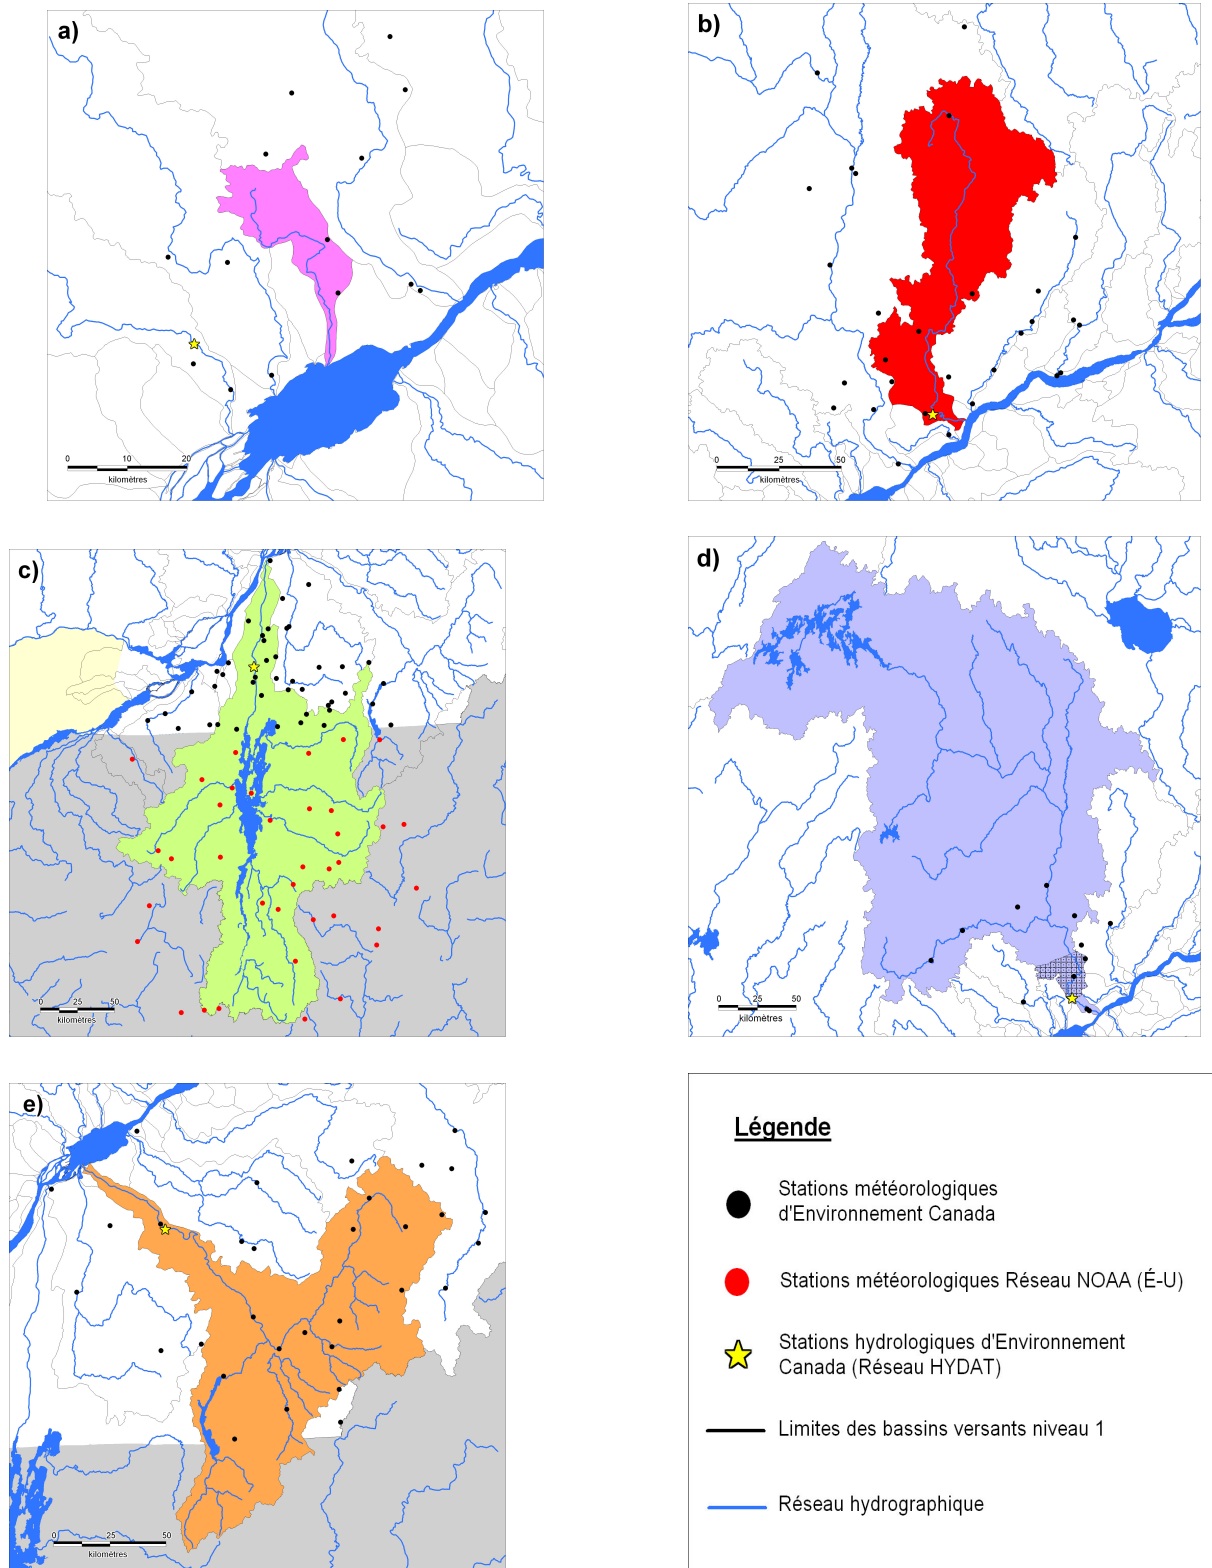 a)
0 10 20
kilomètres
b)
0 25 50
kilomètres
c)
0 25 50
kilomètres
d)
0 25 50
kilomètres
e)
0 25 50
kilomètres
Légende
Stations météorologiques
d'Environnement Canada
Stations météorologiques Réseau NOAA (É-U)
Stations hydrologiques d'Environnement
Canada (Réseau HYDAT)
Limites des bassins versants niveau 1
Réseau hydrographique